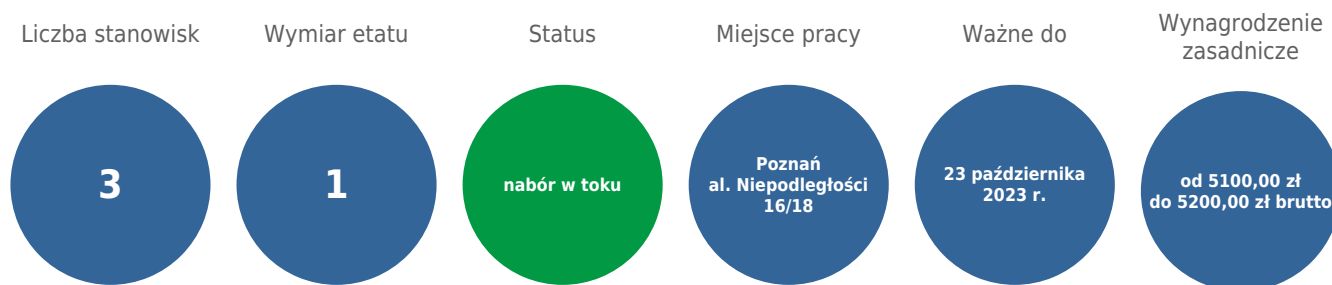 Liczba stanowisk
Wymiar etatu
Status
Miejsce pracy
Ważne do
Wynagrodzenie
zasadnicze
3
1
nabór w toku
Poznań
al. Niepodległości
16/18
23 października
2023 r.
od 5100,00 zł
do 5200,00 zł brutto